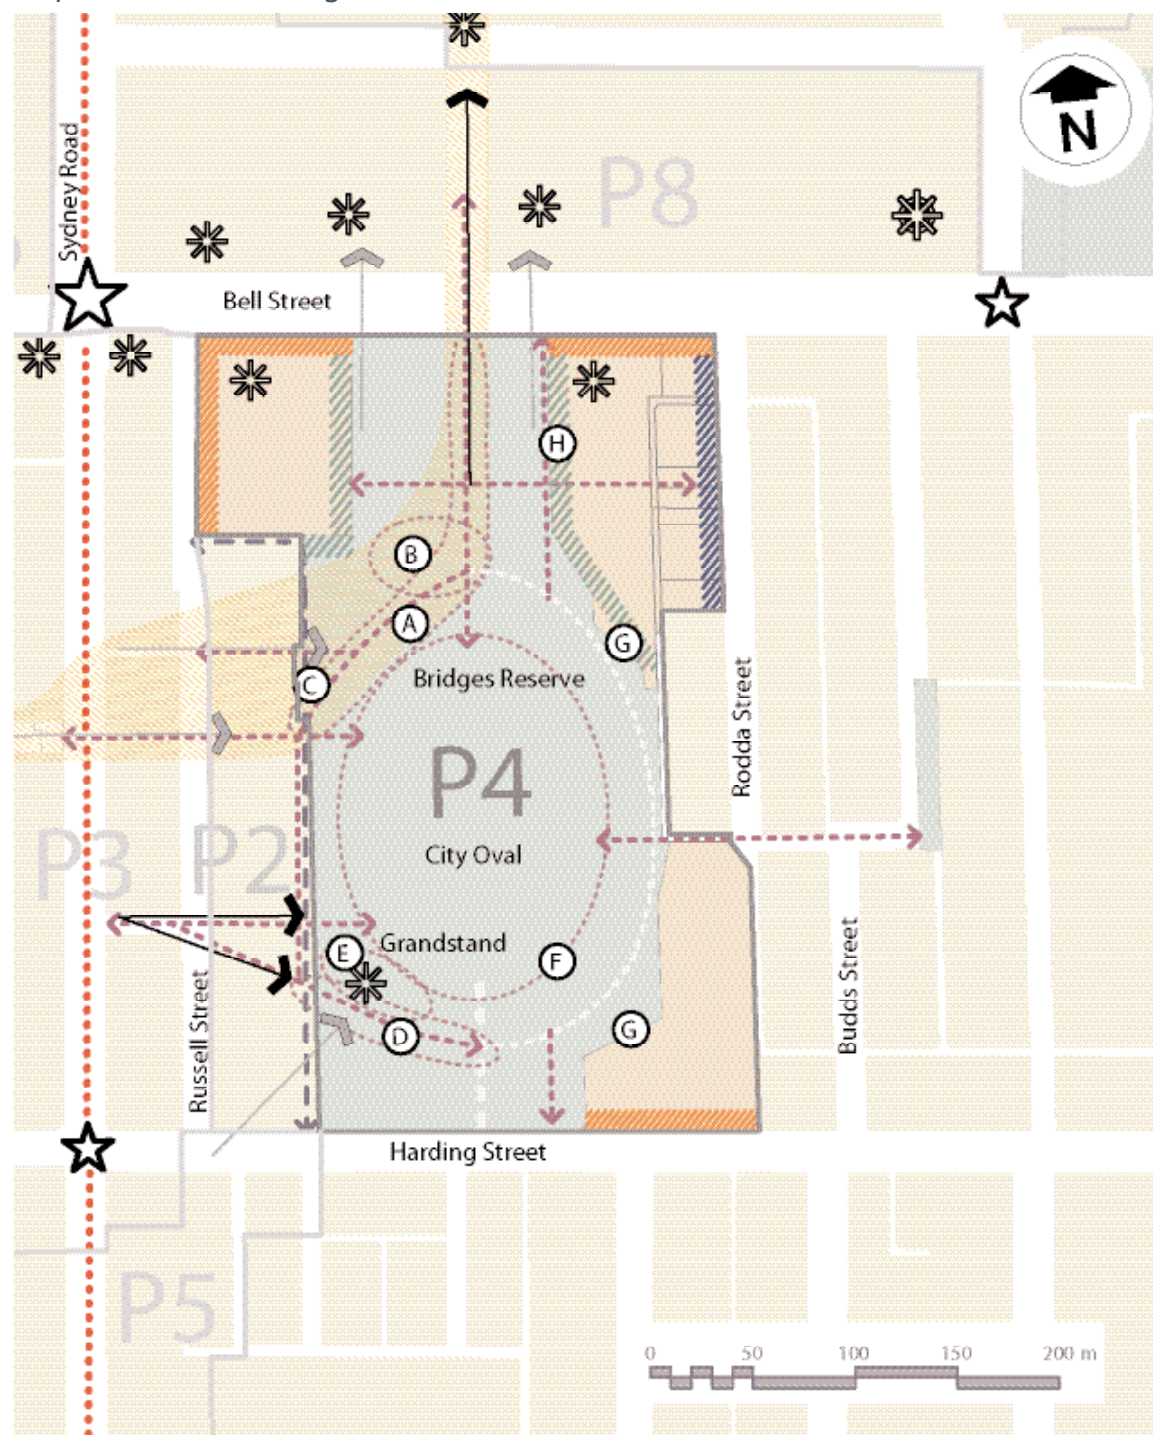 Sydney Road
N
P8
Bell Street
H
B
A
G
C
Bridges Reserve
Rodda Street
P4
P3
P2
City Oval
Grandstand
E
F
Budds Street
Russell Street
D
G
Harding Street
P5
0 50 100 150 200 m